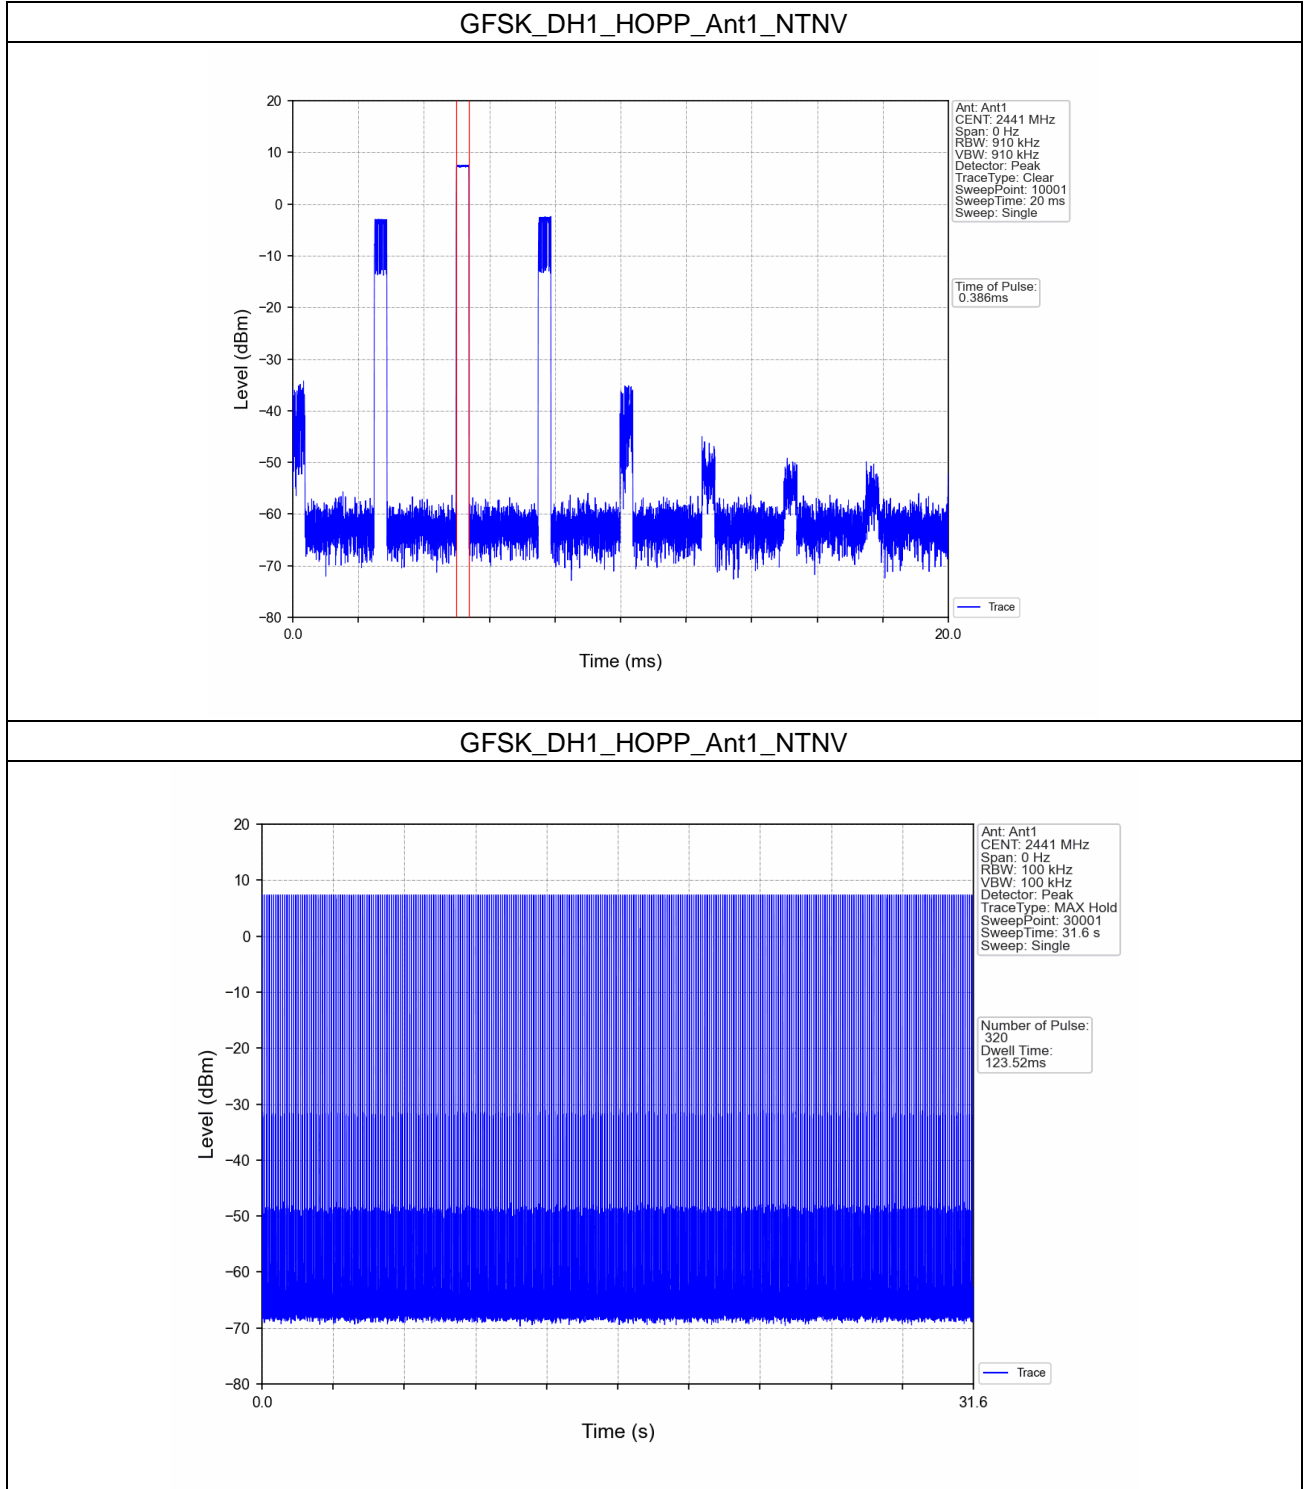 GFSK_DH1_HOPP_Ant1_NTNV
20
10
0
−10
−20
−30
−40
−50
−60
−70
−80
Level (dBm)
0.0
20.0
Time (ms)
Ant: Ant1
CENT: 2441 MHz
Span: 0 Hz
RBW: 910 kHz
VBW: 910 kHz
Detector: Peak
TraceType: Clear
SweepPoint: 10001
SweepTime: 20 ms
Sweep: Single
Time of Pulse:
0.386ms
Trace
GFSK_DH1_HOPP_Ant1_NTNV
20
10
0
−10
−20
−30
−40
−50
−60
−70
−80
Level (dBm)
0.0
31.6
Time (s)
Ant: Ant1
CENT: 2441 MHz
Span: 0 Hz
RBW: 100 kHz
VBW: 100 kHz
Detector: Peak
TraceType: MAX Hold
SweepPoint: 30001
SweepTime: 31.6 s
Sweep: Single
Number of Pulse:
320
Dwell Time:
123.52ms
Trace